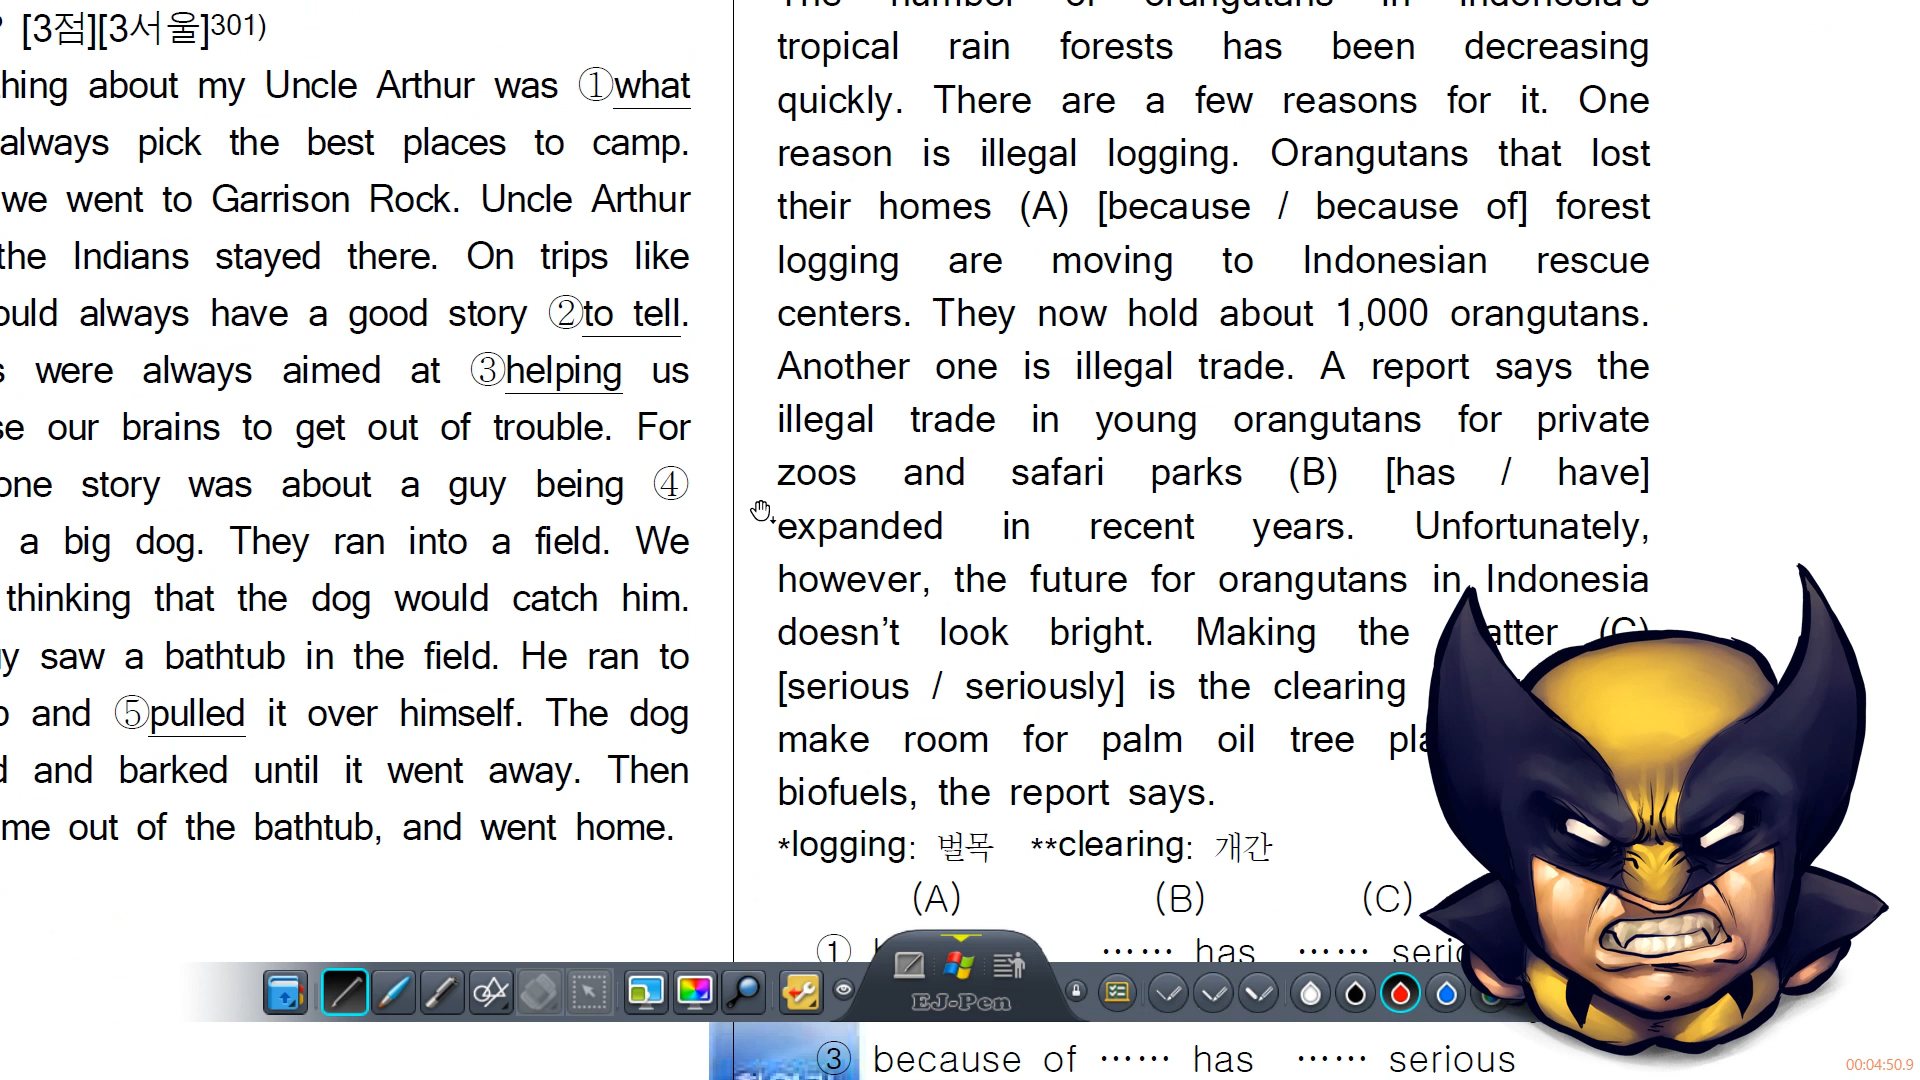 [3점][3서울]301)
thing about my Uncle Arthur was ①what
always pick the best places to camp.
we went to Garrison Rock. Uncle Arthur
the Indians stayed there. On trips like
would always have a good story ②to tell.
were always aimed at ③helping us
our brains to get out of trouble. For
one story was about a guy being ④
a big dog. They ran into a field. We
thinking that the dog would catch him.
saw a bathtub in the field. He ran to
and ⑤pulled it over himself. The dog
and barked until it went away. Then
out of the bathtub, and went home.
The number of orangutans in Indonesia's
tropical rain forests has been decreasing
quickly. There are a few reasons for it. One
reason is illegal logging. Orangutans that lost
their homes (A) [because / because of] forest
logging are moving to Indonesian rescue
centers. They now hold about 1,000 orangutans.
Another one is illegal trade. A report says the
illegal trade in young orangutans for private
zoos and safari parks (B) [has / have]
expanded in recent years. Unfortunately,
however, the future for orangutans in Indonesia
doesn't look bright. Making the matter (C)
[serious / seriously] is the clearing
make room for palm oil tree
biofuels, the report says.
*logging: 벌목 **clearing: 개간
(A) (B) (C)
① …… has ……
③ because of …… has …… serious
EJ-Pen
00:04:50.9